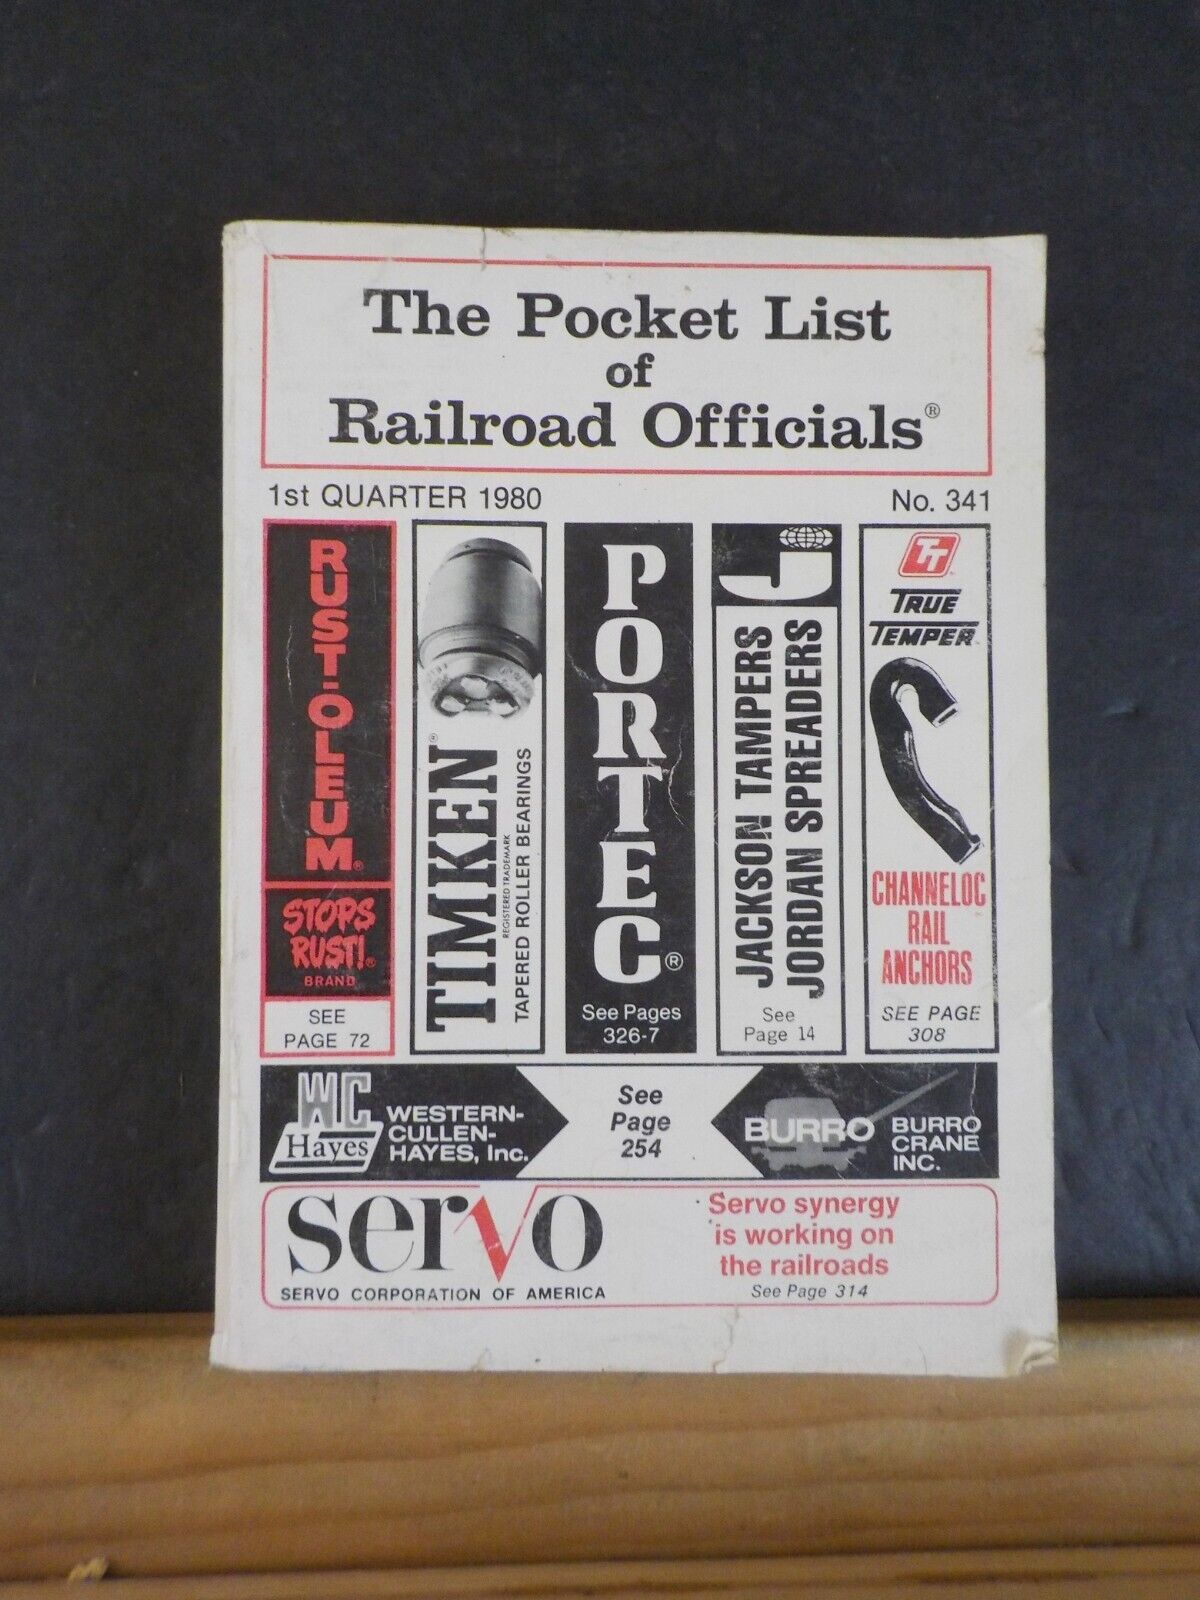 The Pocket List
of
Railroad Officials®
1st QUARTER 1980
No. 341
RUST-OLEUM®
STOPS
RUST!®
BRAND
SEE
PAGE 72
TIMKEN®
REGISTERED TRADEMARK
TAPERED ROLLER BEARINGS
PORTEC®
See Pages
326-7
J
JACKSON TAMPERS
JORDAN SPREADERS
See
Page 14
TT
TRUE
TEMPER®
CHANNELOC
RAIL
ANCHORS
SEE PAGE
308
WC
Hayes
WESTERN-
CULLEN-
HAYES, Inc.
See
Page
254
BURRO
BURRO
CRANE
INC.
servo
SERVO CORPORATION OF AMERICA
Servo synergy
is working on
the railroads
See Page 314